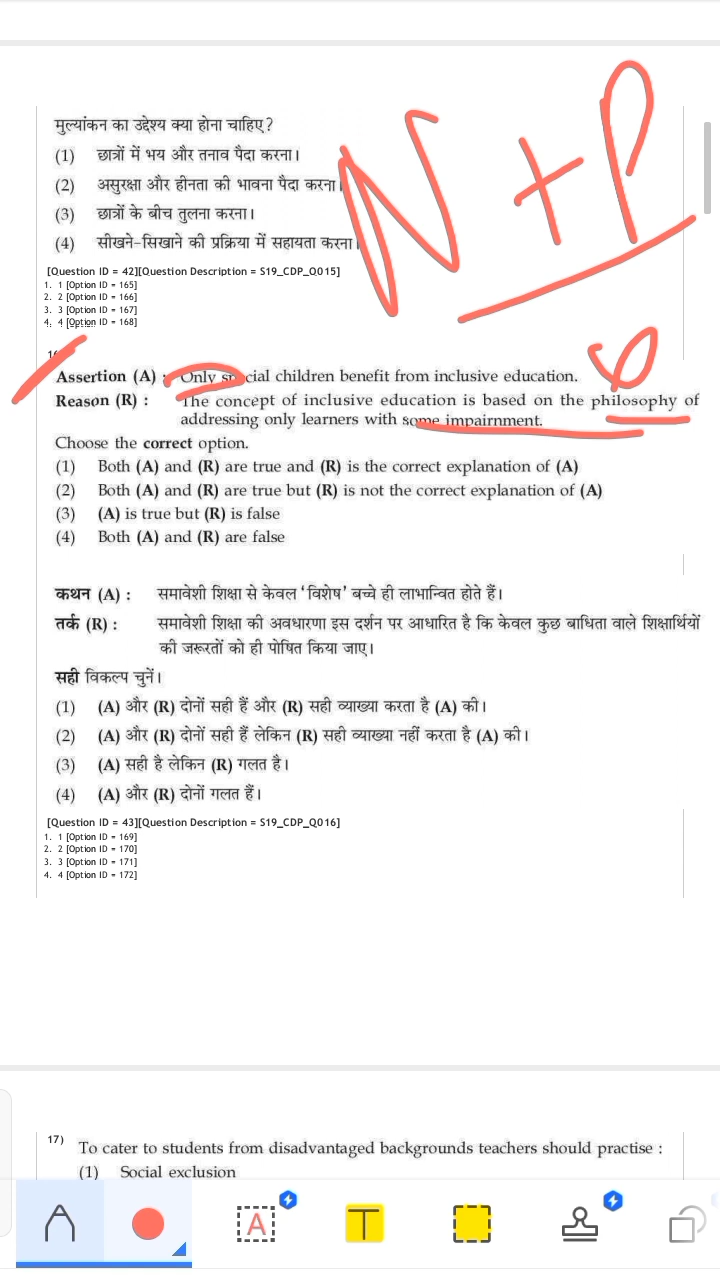 मुल्यांकन का उद्देश्य क्या होना चाहिए?
(1) छात्रों में भय और तनाव पैदा करना।
(2) असुरक्षा और हीनता की भावना पैदा करना।
(3) छात्रों के बीच तुलना करना।
(4) सीखने-सिखाने की प्रक्रिया में सहायता करना।
N + P
[Question ID = 42][Question Description = S19_CDP_Q015]
1. 1 [Option ID = 165]
2. 2 [Option ID = 166]
3. 3 [Option ID = 167]
4. 4 [Option ID = 168]
Assertion (A) : Only special children benefit from inclusive education.
Reason (R) : The concept of inclusive education is based on the philosophy of
addressing only learners with some impairnment.
Choose the correct option.
(1) Both (A) and (R) are true and (R) is the correct explanation of (A)
(2) Both (A) and (R) are true but (R) is not the correct explanation of (A)
(3) (A) is true but (R) is false
(4) Both (A) and (R) are false
कथन (A) : समावेशी शिक्षा से केवल 'विशेष' बच्चे ही लाभान्वित होते हैं।
तर्क (R) : समावेशी शिक्षा की अवधारणा इस दर्शन पर आधारित है कि केवल कुछ बाधिता वाले शिक्षार्थियों
की जरूरतों को ही पोषित किया जाए।
सही विकल्प चुनें।
(1) (A) और (R) दोनों सही हैं और (R) सही व्याख्या करता है (A) की।
(2) (A) और (R) दोनों सही हैं लेकिन (R) सही व्याख्या नहीं करता है (A) की।
(3) (A) सही है लेकिन (R) गलत है।
(4) (A) और (R) दोनों गलत हैं।
[Question ID = 43][Question Description = S19_CDP_Q016]
1. 1 [Option ID = 169]
2. 2 [Option ID = 170]
3. 3 [Option ID = 171]
4. 4 [Option ID = 172]
17) To cater to students from disadvantaged backgrounds teachers should practise :
(1) Social exclusion
A
T